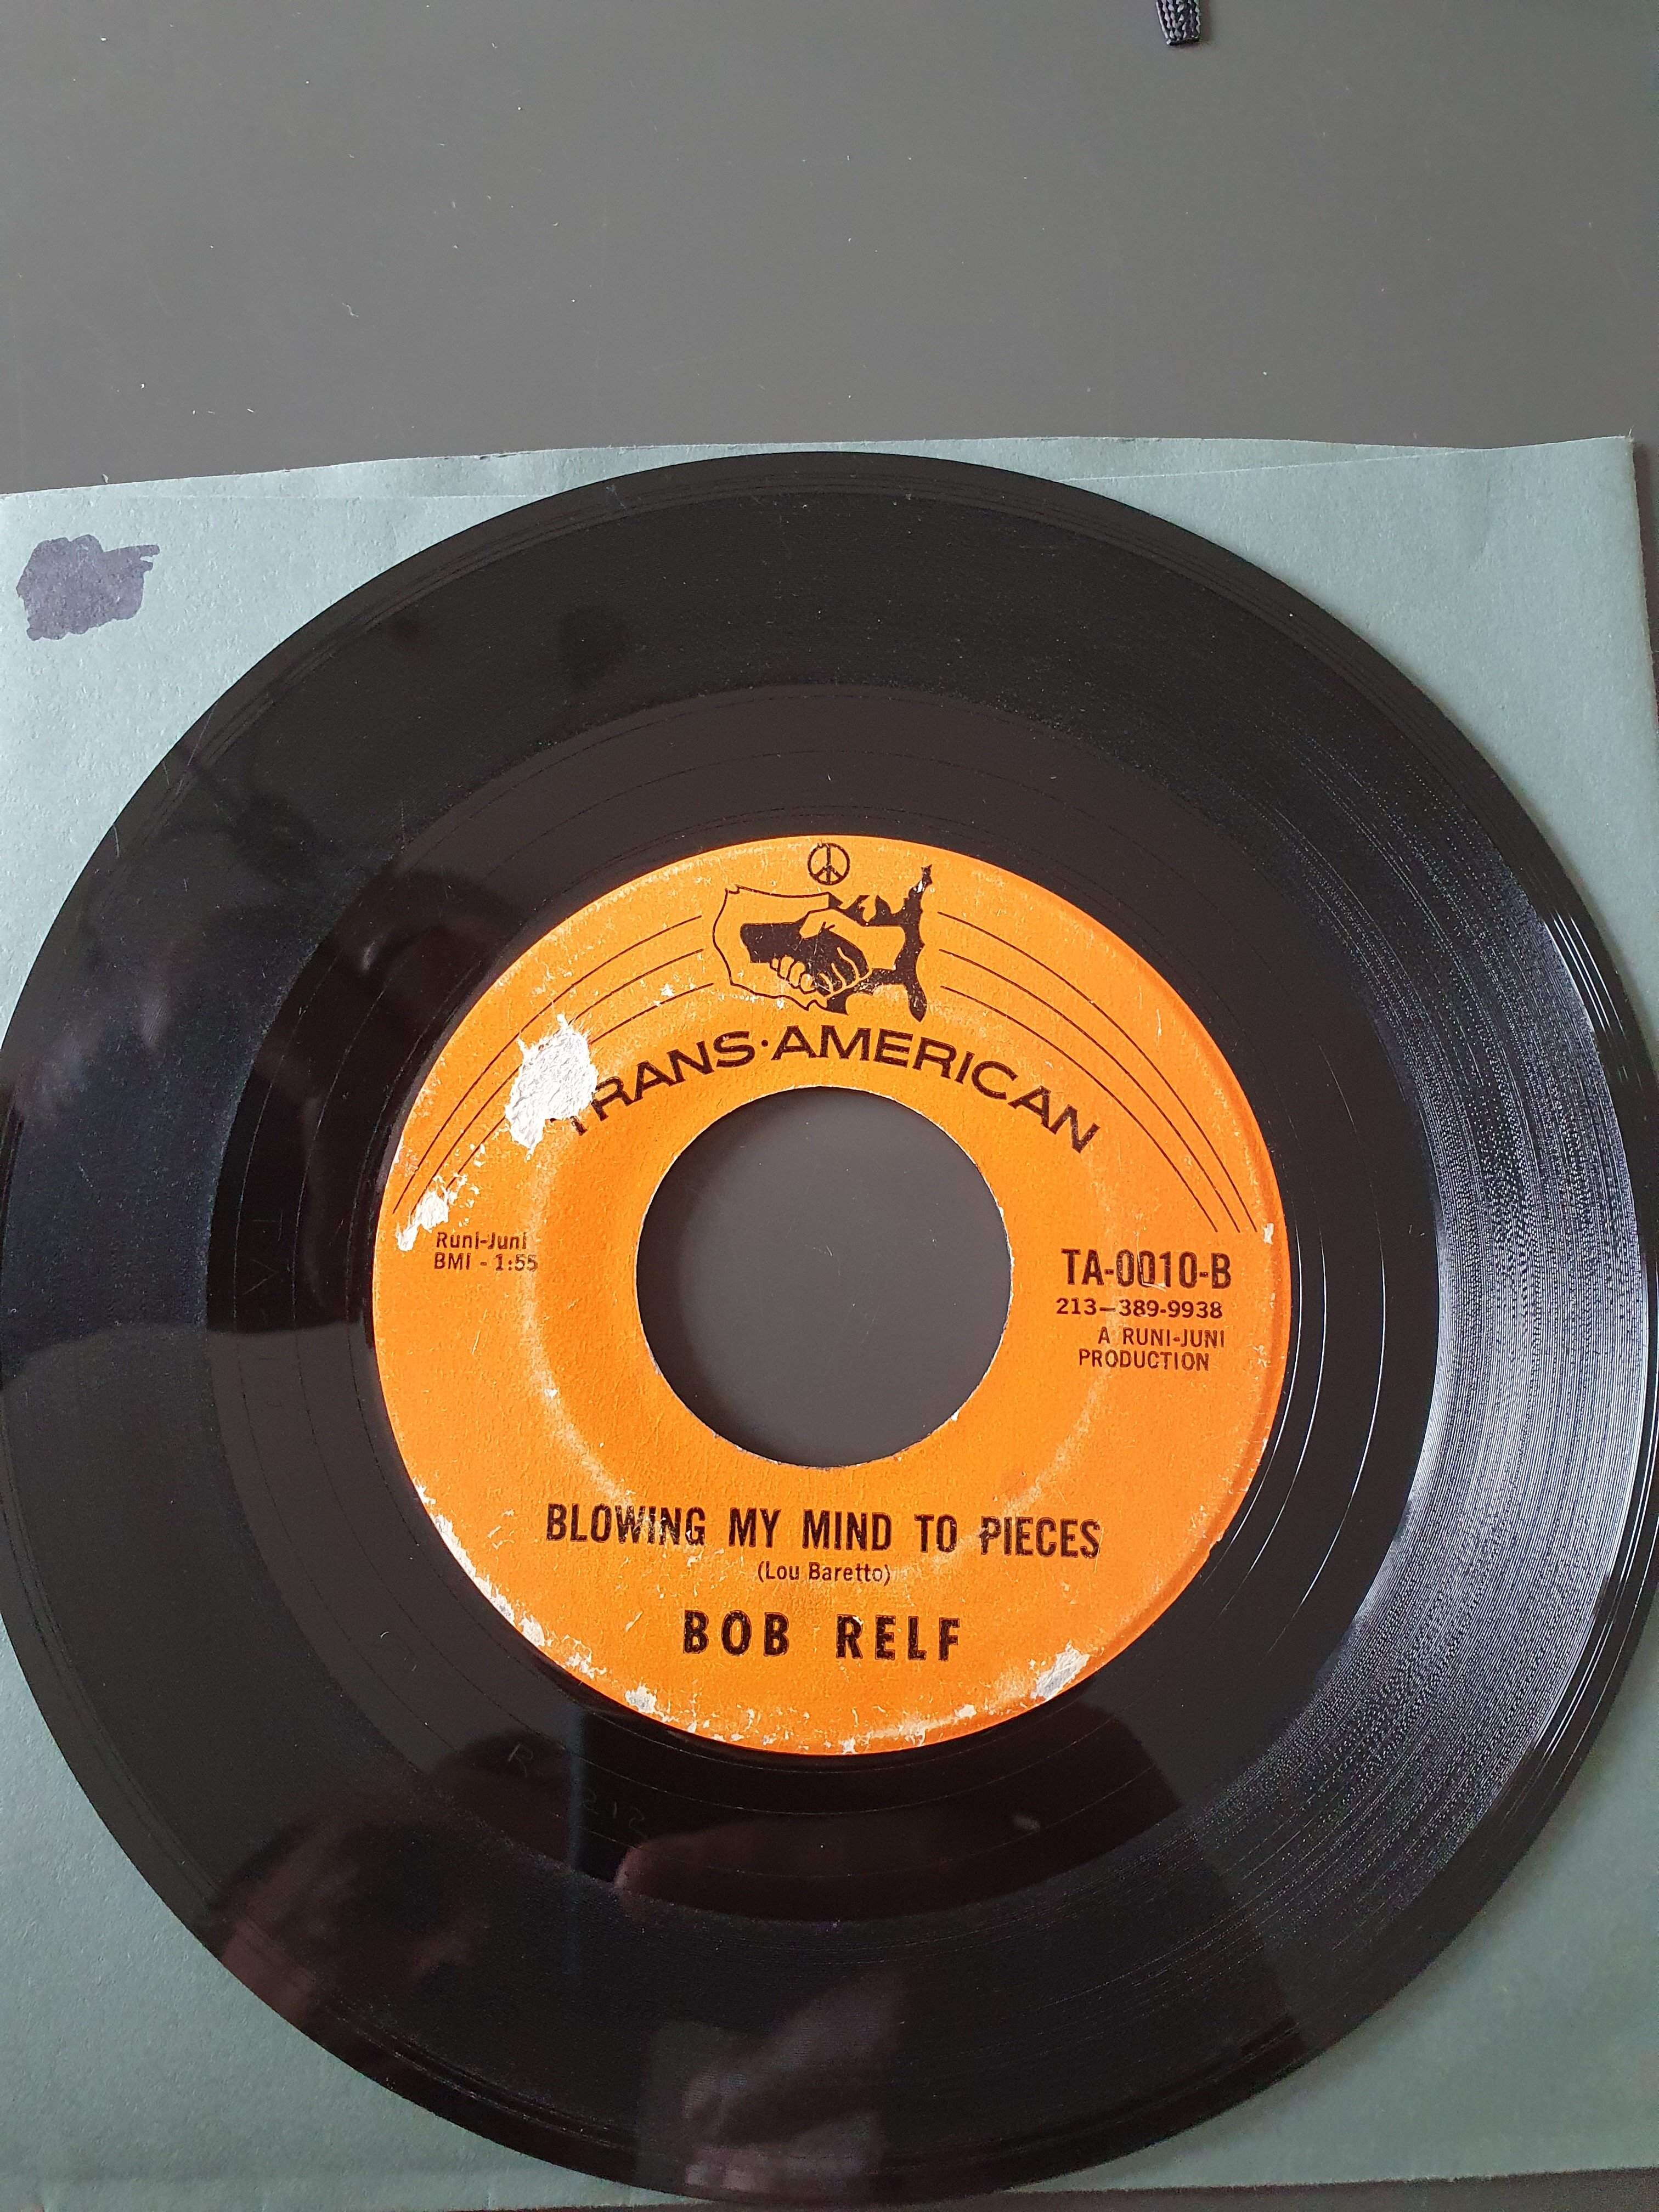 TRANS·AMERICAN
Runi-Juni
BMI - 1:55
TA-0010-B
213-389-9938
A RUNI-JUNI
PRODUCTION
BLOWING MY MIND TO PIECES
(Lou Baretto)
BOB RELF